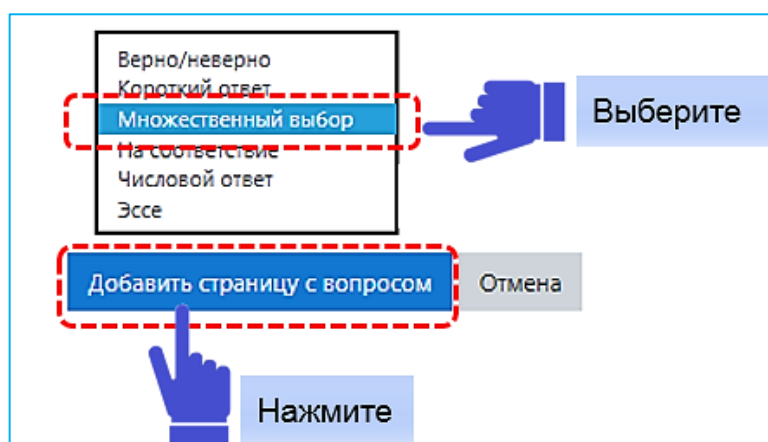 Верно/неверно
Короткий ответ
Множественный выбор
На соответствие
Числовой ответ
Эссе
Выберите
Добавить страницу с вопросом
Отмена
Нажмите